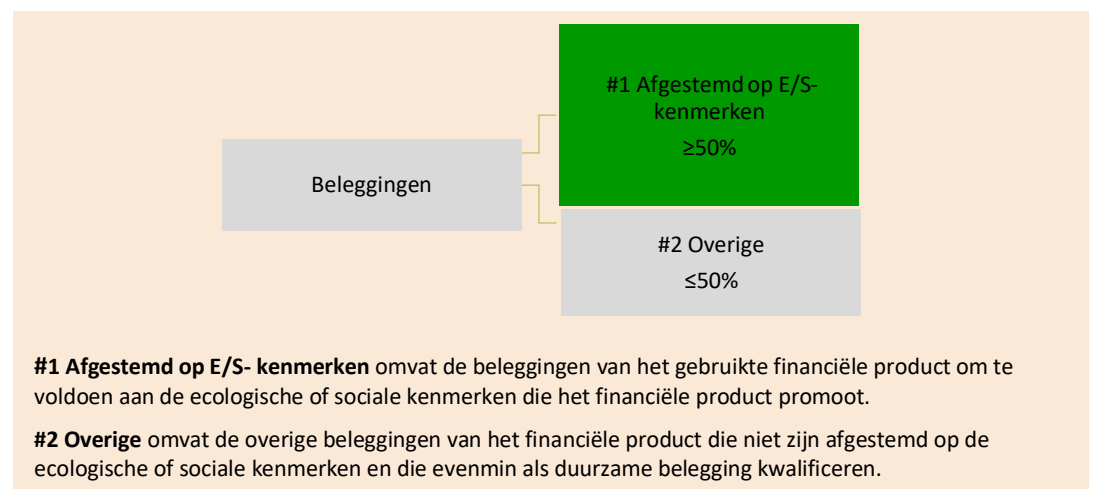 #1 Afgestemd op E/S-
kenmerken
≥50%
Beleggingen
#2 Overige
≤50%
#1 Afgestemd op E/S- kenmerken omvat de beleggingen van het gebruikte financiële product om te
voldoen aan de ecologische of sociale kenmerken die het financiële product promoot.
#2 Overige omvat de overige beleggingen van het financiële product die niet zijn afgestemd op de
ecologische of sociale kenmerken en die evenmin als duurzame belegging kwalificeren.